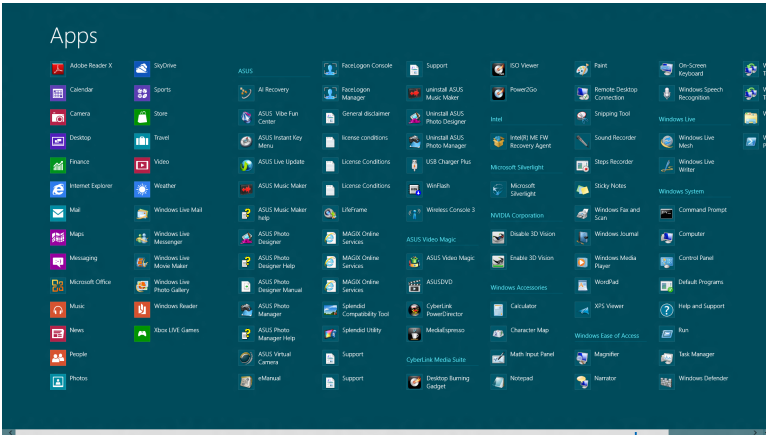 Apps
Adobe Reader X
Calendar
Camera
Desktop
Finance
Internet Explorer
Mail
Maps
Messaging
Microsoft Office
Music
News
People
Photos
SkyDrive
Sports
Store
Travel
Video
Weather
Windows Live Mail
Windows Live
Messenger
Windows Live
Movie Maker
Windows Live
Photo Gallery
Windows Reader
Xbox LIVE Games
ASUS
AI Recovery
ASUS Vibe Fun
Center
ASUS Instant Key
Menu
ASUS Live Update
ASUS Music Maker
ASUS Music Maker
help
ASUS Photo
Designer
ASUS Photo
Designer Help
ASUS Photo
Designer Manual
ASUS Photo
Manager
ASUS Photo
Manager Help
ASUS Virtual
Camera
eManual
FaceLogon Console
FaceLogon
Manager
General disclaimer
license conditions
License Conditions
License Conditions
LifeFrame
MAGIX Online
Services
MAGIX Online
Services
MAGIX Online
Services
Splendid
Compatibility Tool
Splendid Utility
Support
Support
Support
uninstall ASUS
Music Maker
Uninstall ASUS
Photo Designer
Uninstall ASUS
Photo Manager
USB Charger Plus
WinFlash
Wireless Console 3
ASUS Video Magic
ASUS Video Magic
ASUSDVD
CyberLink
PowerDirector
MediaEspresso
CyberLink Media Suite
Desktop Burning
Gadget
ISO Viewer
Power2Go
Intel
Intel(R) ME FW
Recovery Agent
Microsoft Silverlight
Microsoft
Silverlight
NVIDIA Corporation
Disable 3D Vision
Enable 3D Vision
Windows Accessories
Calculator
Character Map
Math Input Panel
Notepad
Paint
Remote Desktop
Connection
Snipping Tool
Sound Recorder
Steps Recorder
Sticky Notes
Windows Fax and
Scan
Windows Journal
Windows Media
Player
WordPad
XPS Viewer
Windows Ease of Access
Magnifier
Narrator
On-Screen
Keyboard
Windows Speech
Recognition
Windows Live
Windows Live
Mesh
Windows Live
Writer
Windows System
Command Prompt
Computer
Control Panel
Default Programs
Help and Support
Run
Task Manager
Windows Defender